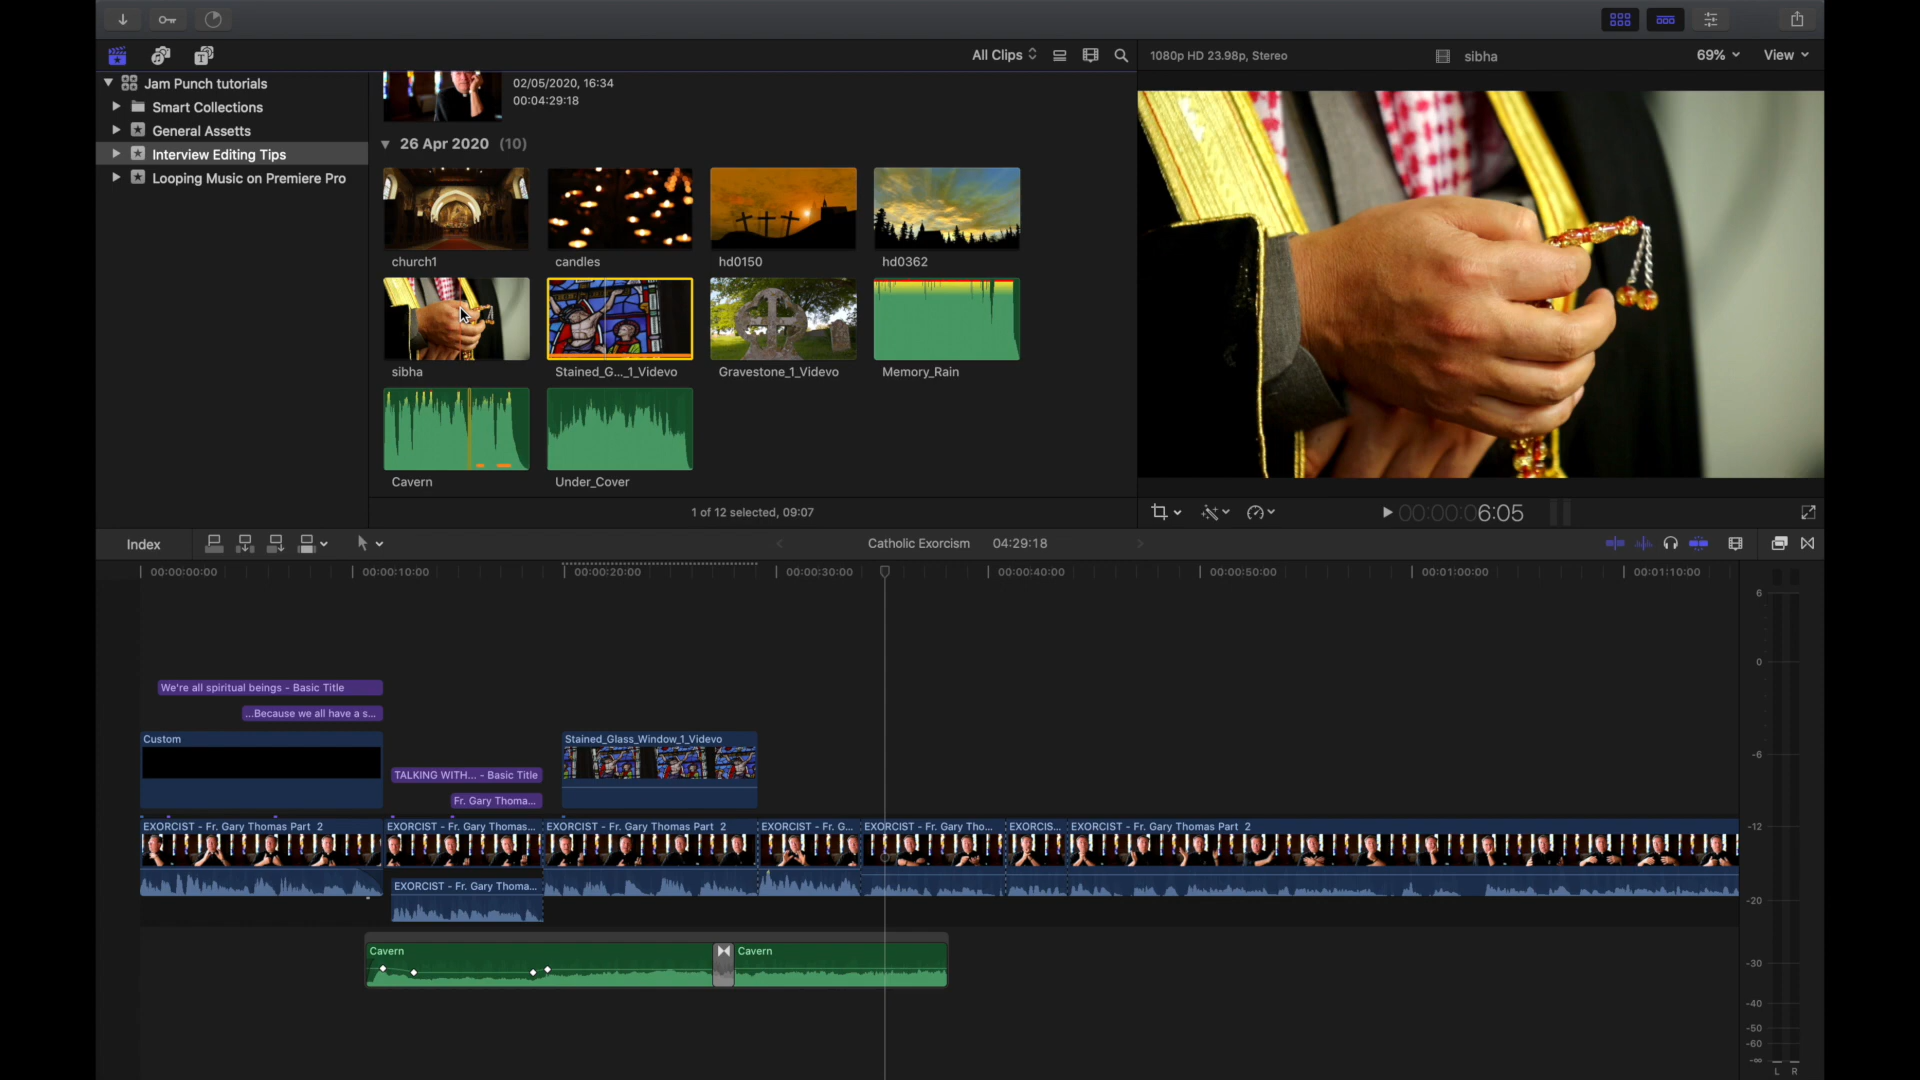 All Clips
1080p HD 23.98p, Stereo
sibha
69%
View
Jam Punch tutorials
Smart Collections
General Assetts
Interview Editing Tips
Looping Music on Premiere Pro
02/05/2020, 16:34
00:04:29:18
26 Apr 2020 (10)
church1
candles
hd0150
hd0362
sibha
Stained_G..._1_Videvo
Gravestone_1_Videvo
Memory_Rain
Cavern
Under_Cover
1 of 12 selected, 09:07
00:00:06:05
Index
Catholic Exorcism
04:29:18
00:00:00:00
00:00:10:00
00:00:20:00
00:00:30:00
00:00:40:00
00:00:50:00
00:01:00:00
00:01:10:00
We're all spiritual beings - Basic Title
...Because we all have a s...
Custom
Stained_Glass_Window_1_Videvo
TALKING WITH... - Basic Title
Fr. Gary Thoma...
EXORCIST - Fr. Gary Thomas Part 2
EXORCIST - Fr. Gary Thomas...
EXORCIST - Fr. Gary Thomas Part 2
EXORCIST - Fr. G...
EXORCIST - Fr. Gary Tho...
EXORCIS...
EXORCIST - Fr. Gary Thomas Part 2
EXORCIST - Fr. Gary Thoma...
Cavern
Cavern
6
0
-6
-12
-20
-30
-40
-50
-60
-∞
L R